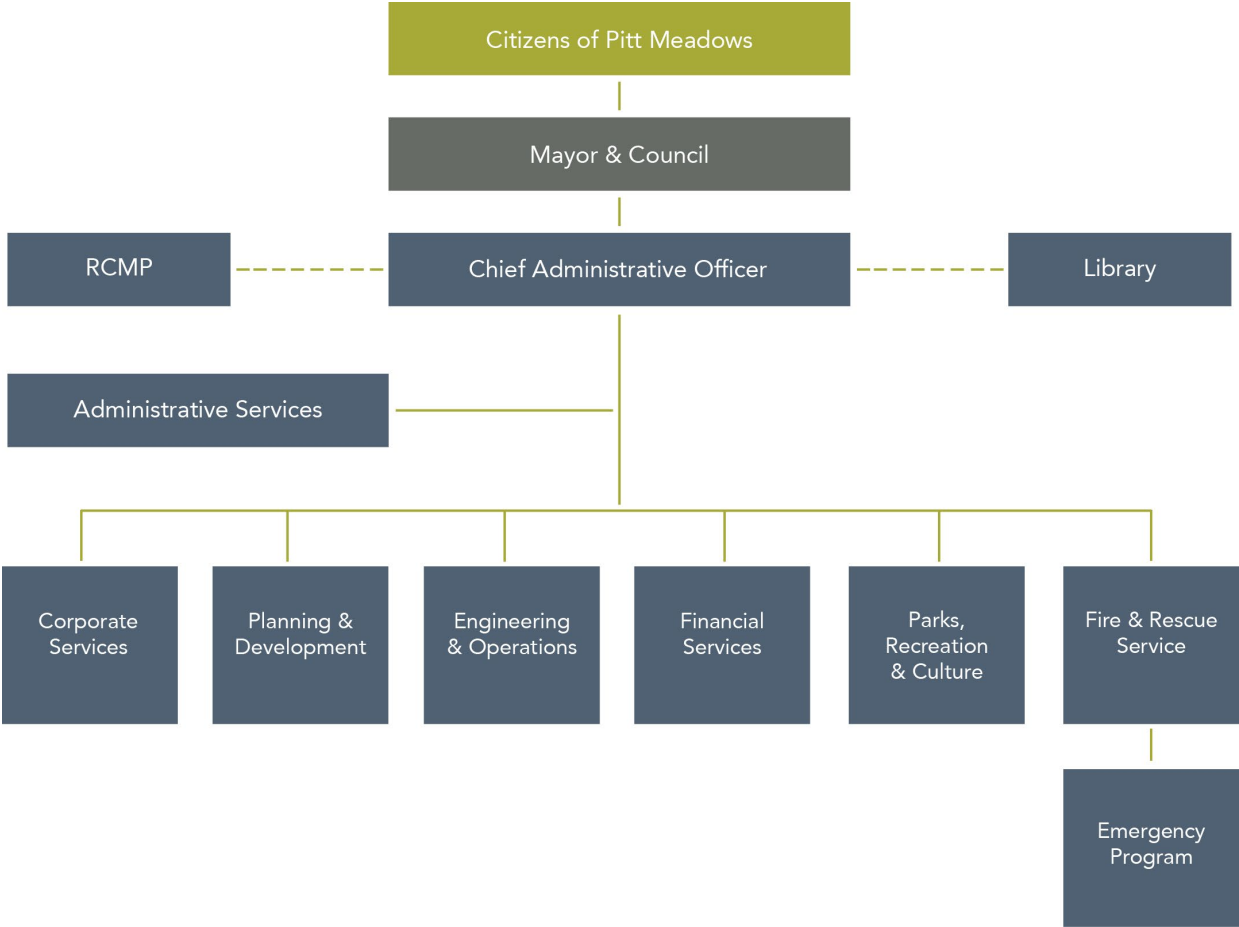 Citizens of Pitt Meadows
Mayor & Council
RCMP
Chief Administrative Officer
Library
Administrative Services
Corporate
Services
Planning &
Development
Engineering
& Operations
Financial
Services
Parks,
Recreation
& Culture
Fire & Rescue
Service
Emergency
Program